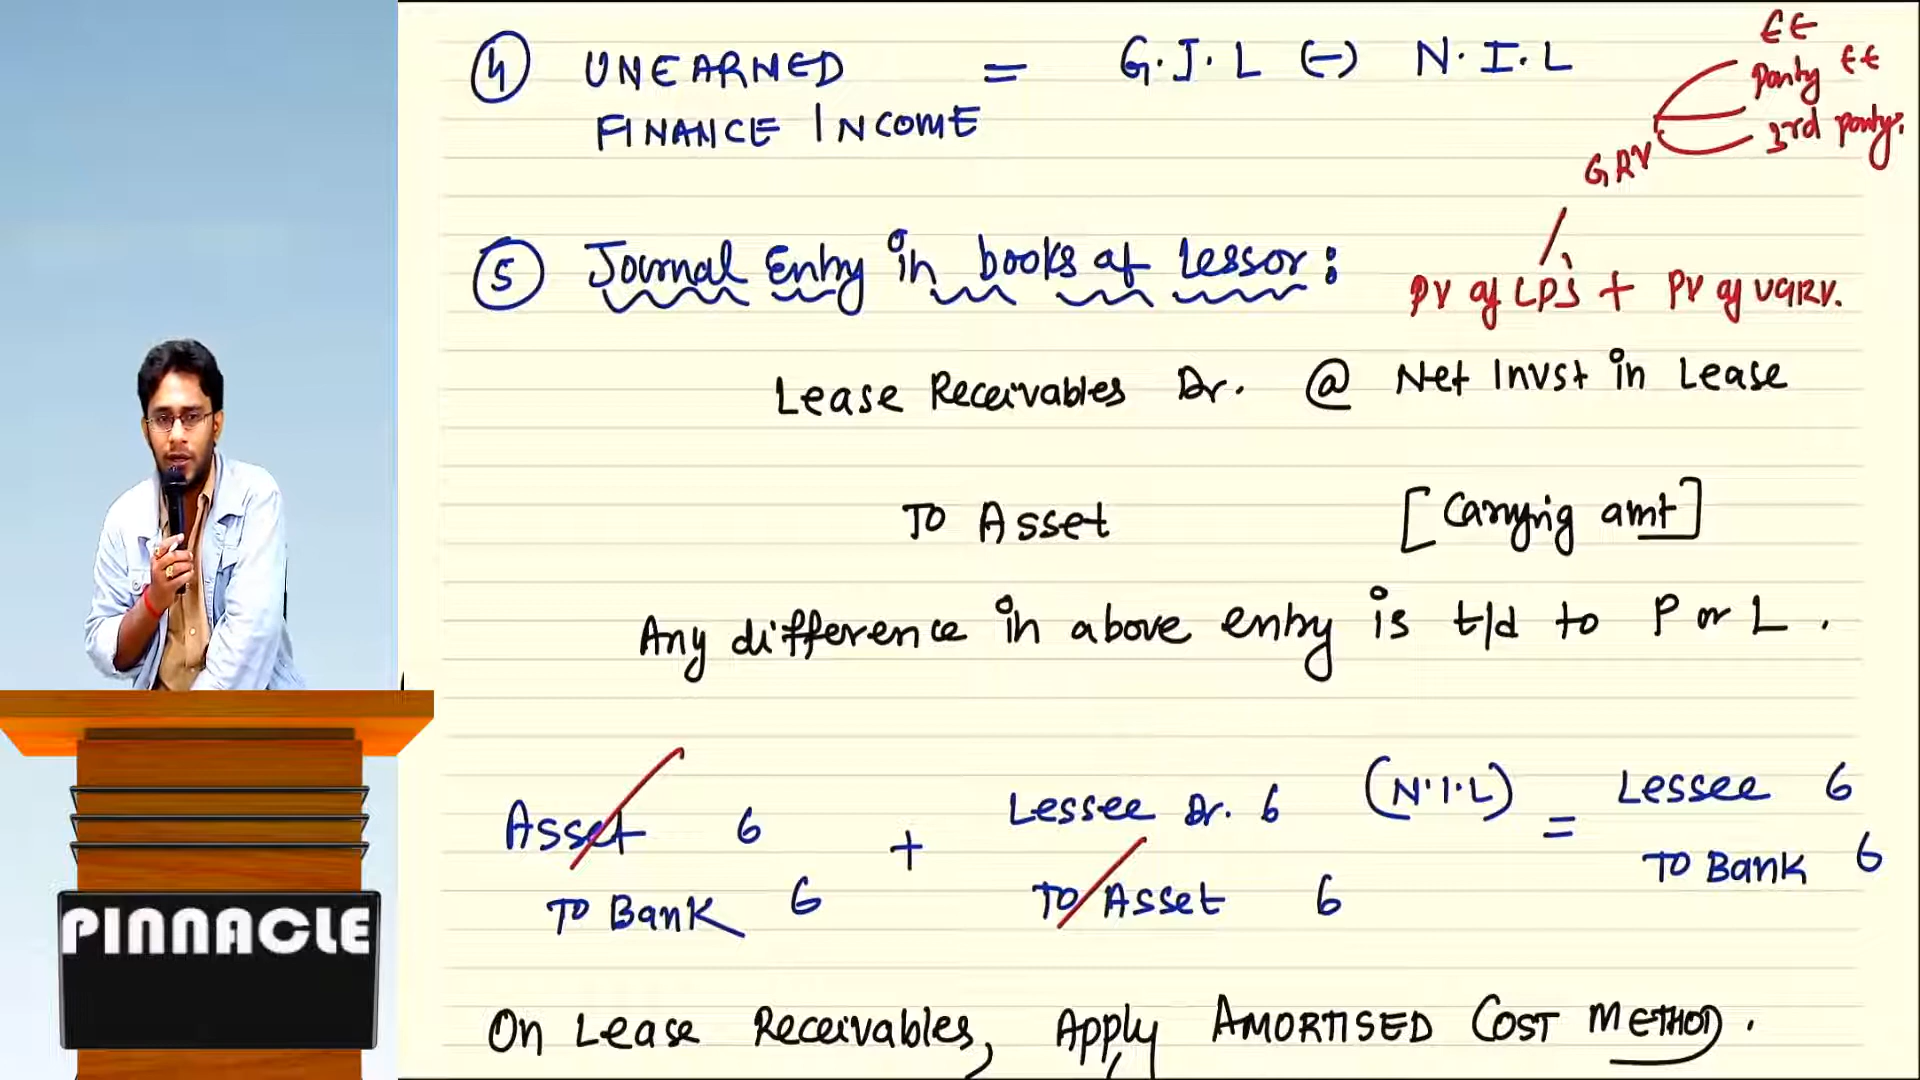 ④ UNEARNED = G.I.L (-) N.I.L
FINANCE INCOME
EE
Party EE
3rd party.
GRV
⑤ Journal Entry in books of Lessor :
PV of LPs + PV of UGRV.
Lease Receivables Dr. @ Net Invst in Lease
To Asset [Carrying amt]
Any difference in above entry is t/d to P or L .
Asset 6 + Lessee Dr. 6 (N.I.L) = Lessee 6
To Bank 6 To Asset 6 To Bank 6
PINNACLE
On Lease Receivables, Apply AMORTISED COST METHOD .